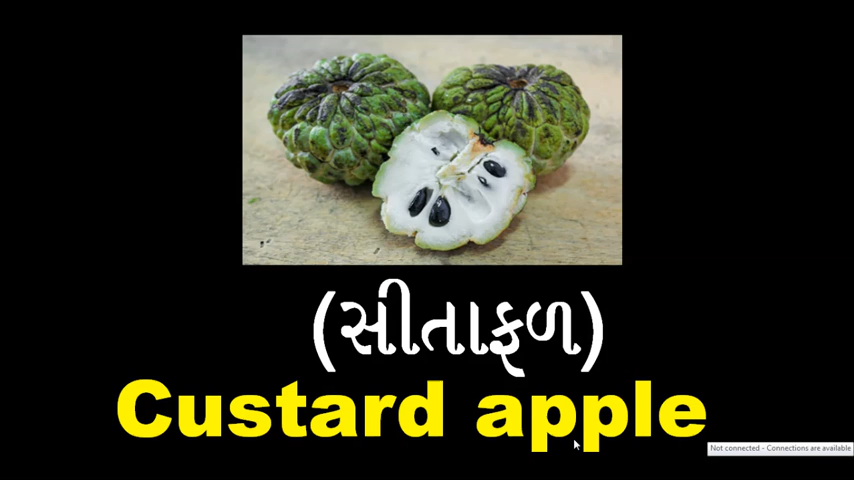 (સીતાફળ)
Custard apple
Not connected - Connections are available